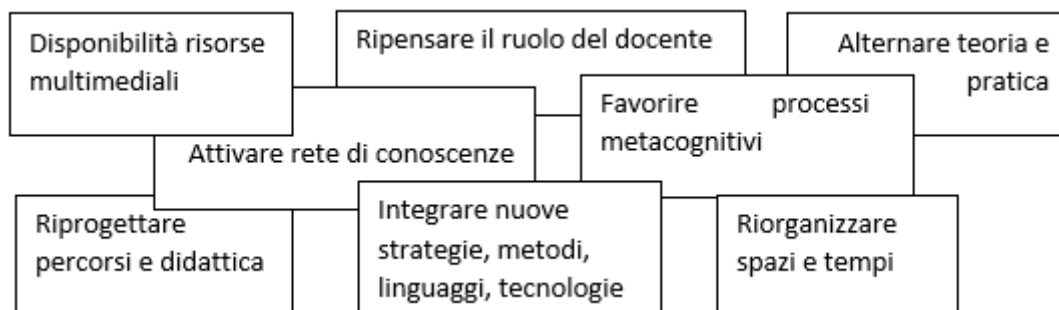 Disponibilità risorse
multimediali
Ripensare il ruolo del docente
Alternare teoria e
pratica
Attivare rete di conoscenze
Favorire processi
metacognitivi
Riprogettare
percorsi e didattica
Integrare nuove
strategie, metodi,
linguaggi, tecnologie
Riorganizzare
spazi e tempi